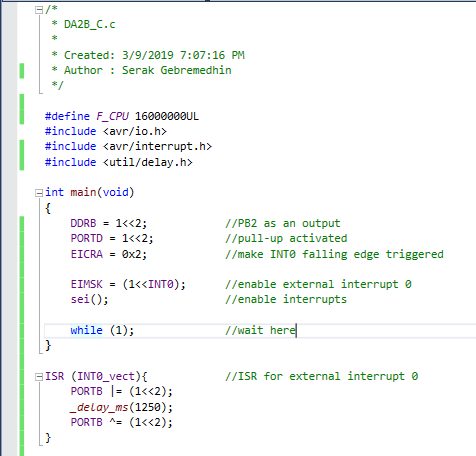 /*
 * DA2B_C.c
 *
 * Created: 3/9/2019 7:07:16 PM
 * Author : Serak Gebremedhin
 */

#define F_CPU 16000000UL
#include <avr/io.h>
#include <avr/interrupt.h>
#include <util/delay.h>

int main(void)
{
    DDRB = 1<<2;            //PB2 as an output
    PORTD = 1<<2;           //pull-up activated
    EICRA = 0x2;            //make INT0 falling edge triggered

    EIMSK = (1<<INT0);      //enable external interrupt 0
    sei();                  //enable interrupts

    while (1);              //wait here
}

ISR (INT0_vect){            //ISR for external interrupt 0
    PORTB |= (1<<2);
    _delay_ms(1250);
    PORTB ^= (1<<2);
}